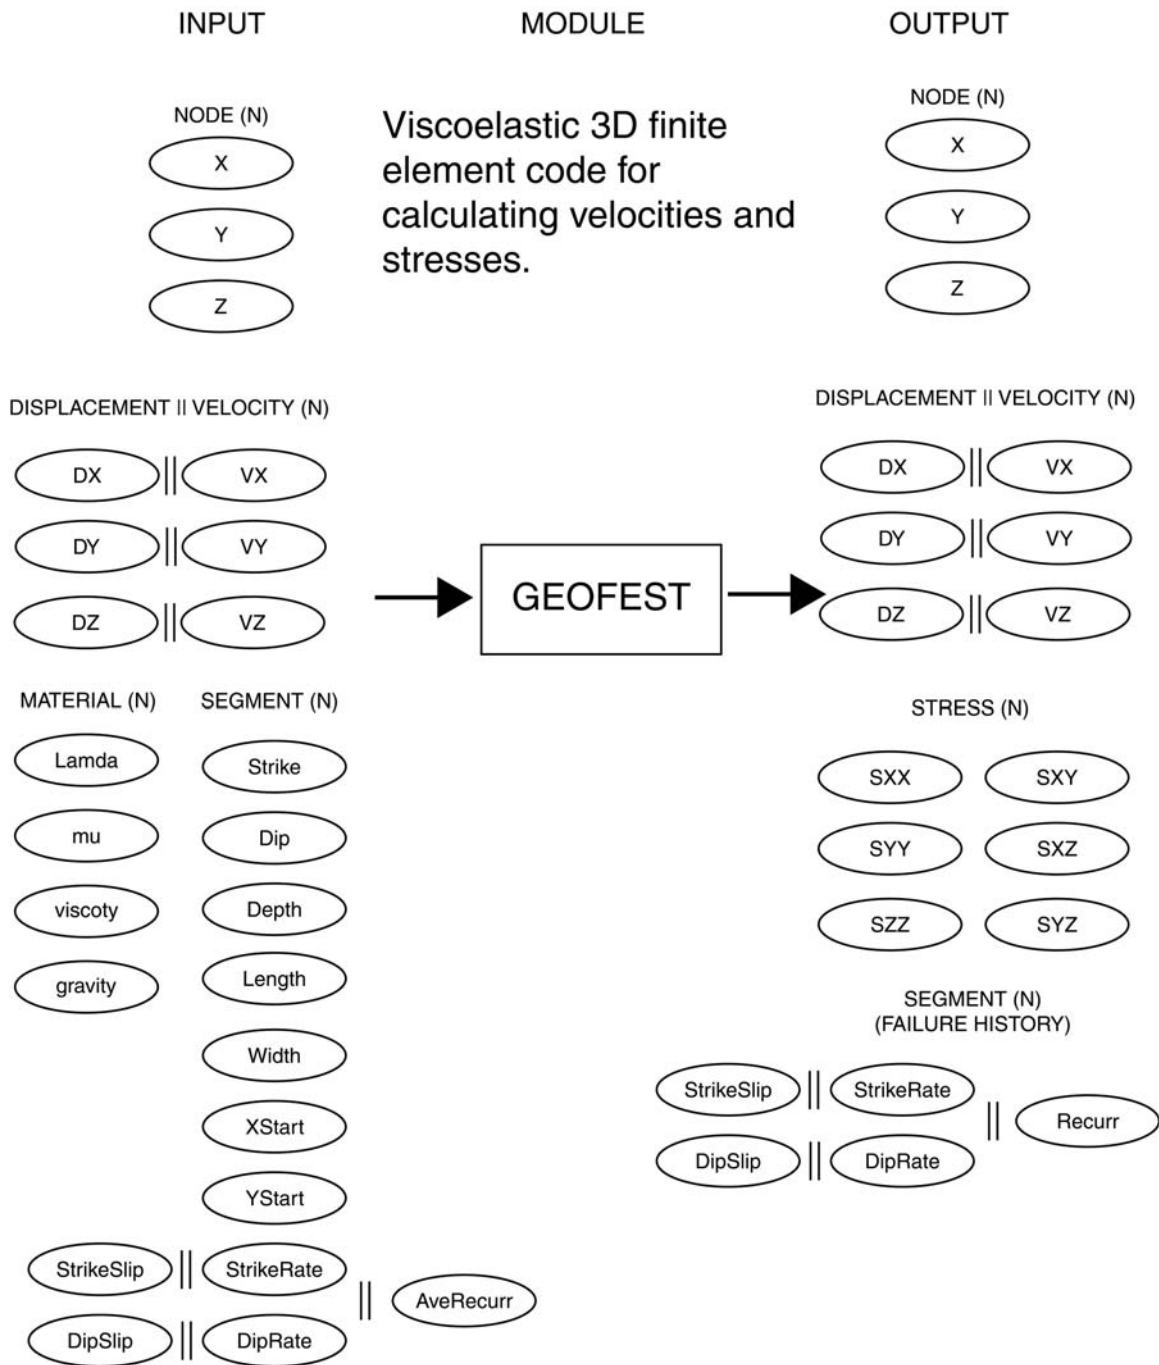 INPUT MODULE OUTPUT
NODE (N)
X
Y
Z
Viscoelastic 3D finite
element code for
calculating velocities and
stresses.
NODE (N)
X
Y
Z
DISPLACEMENT || VELOCITY (N)
DX || VX
DY || VY
DZ || VZ
GEOFEST
DISPLACEMENT || VELOCITY (N)
DX || VX
DY || VY
DZ || VZ
MATERIAL (N)
Lamda
mu
viscoty
gravity
SEGMENT (N)
Strike
Dip
Depth
Length
Width
XStart
YStart
StrikeSlip || StrikeRate
DipSlip || DipRate
|| AveRecurr
STRESS (N)
SXX SXY
SYY SXZ
SZZ SYZ
SEGMENT (N)
(FAILURE HISTORY)
StrikeSlip || StrikeRate
DipSlip || DipRate
|| Recurr